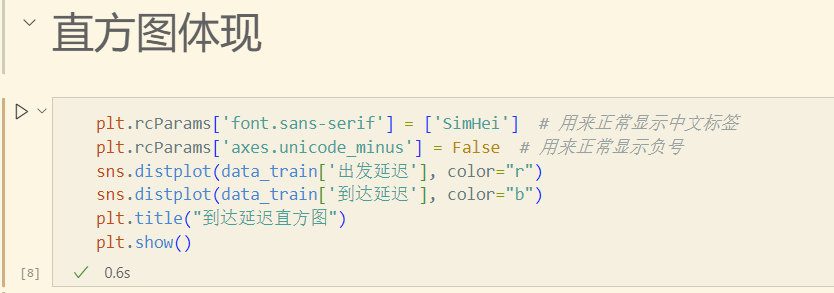 直方图体现
plt.rcParams['font.sans-serif'] = ['SimHei']  # 用来正常显示中文标签
plt.rcParams['axes.unicode_minus'] = False  # 用来正常显示负号
sns.distplot(data_train['出发延迟'], color="r")
sns.distplot(data_train['到达延迟'], color="b")
plt.title("到达延迟直方图")
plt.show()
[8] 0.6s